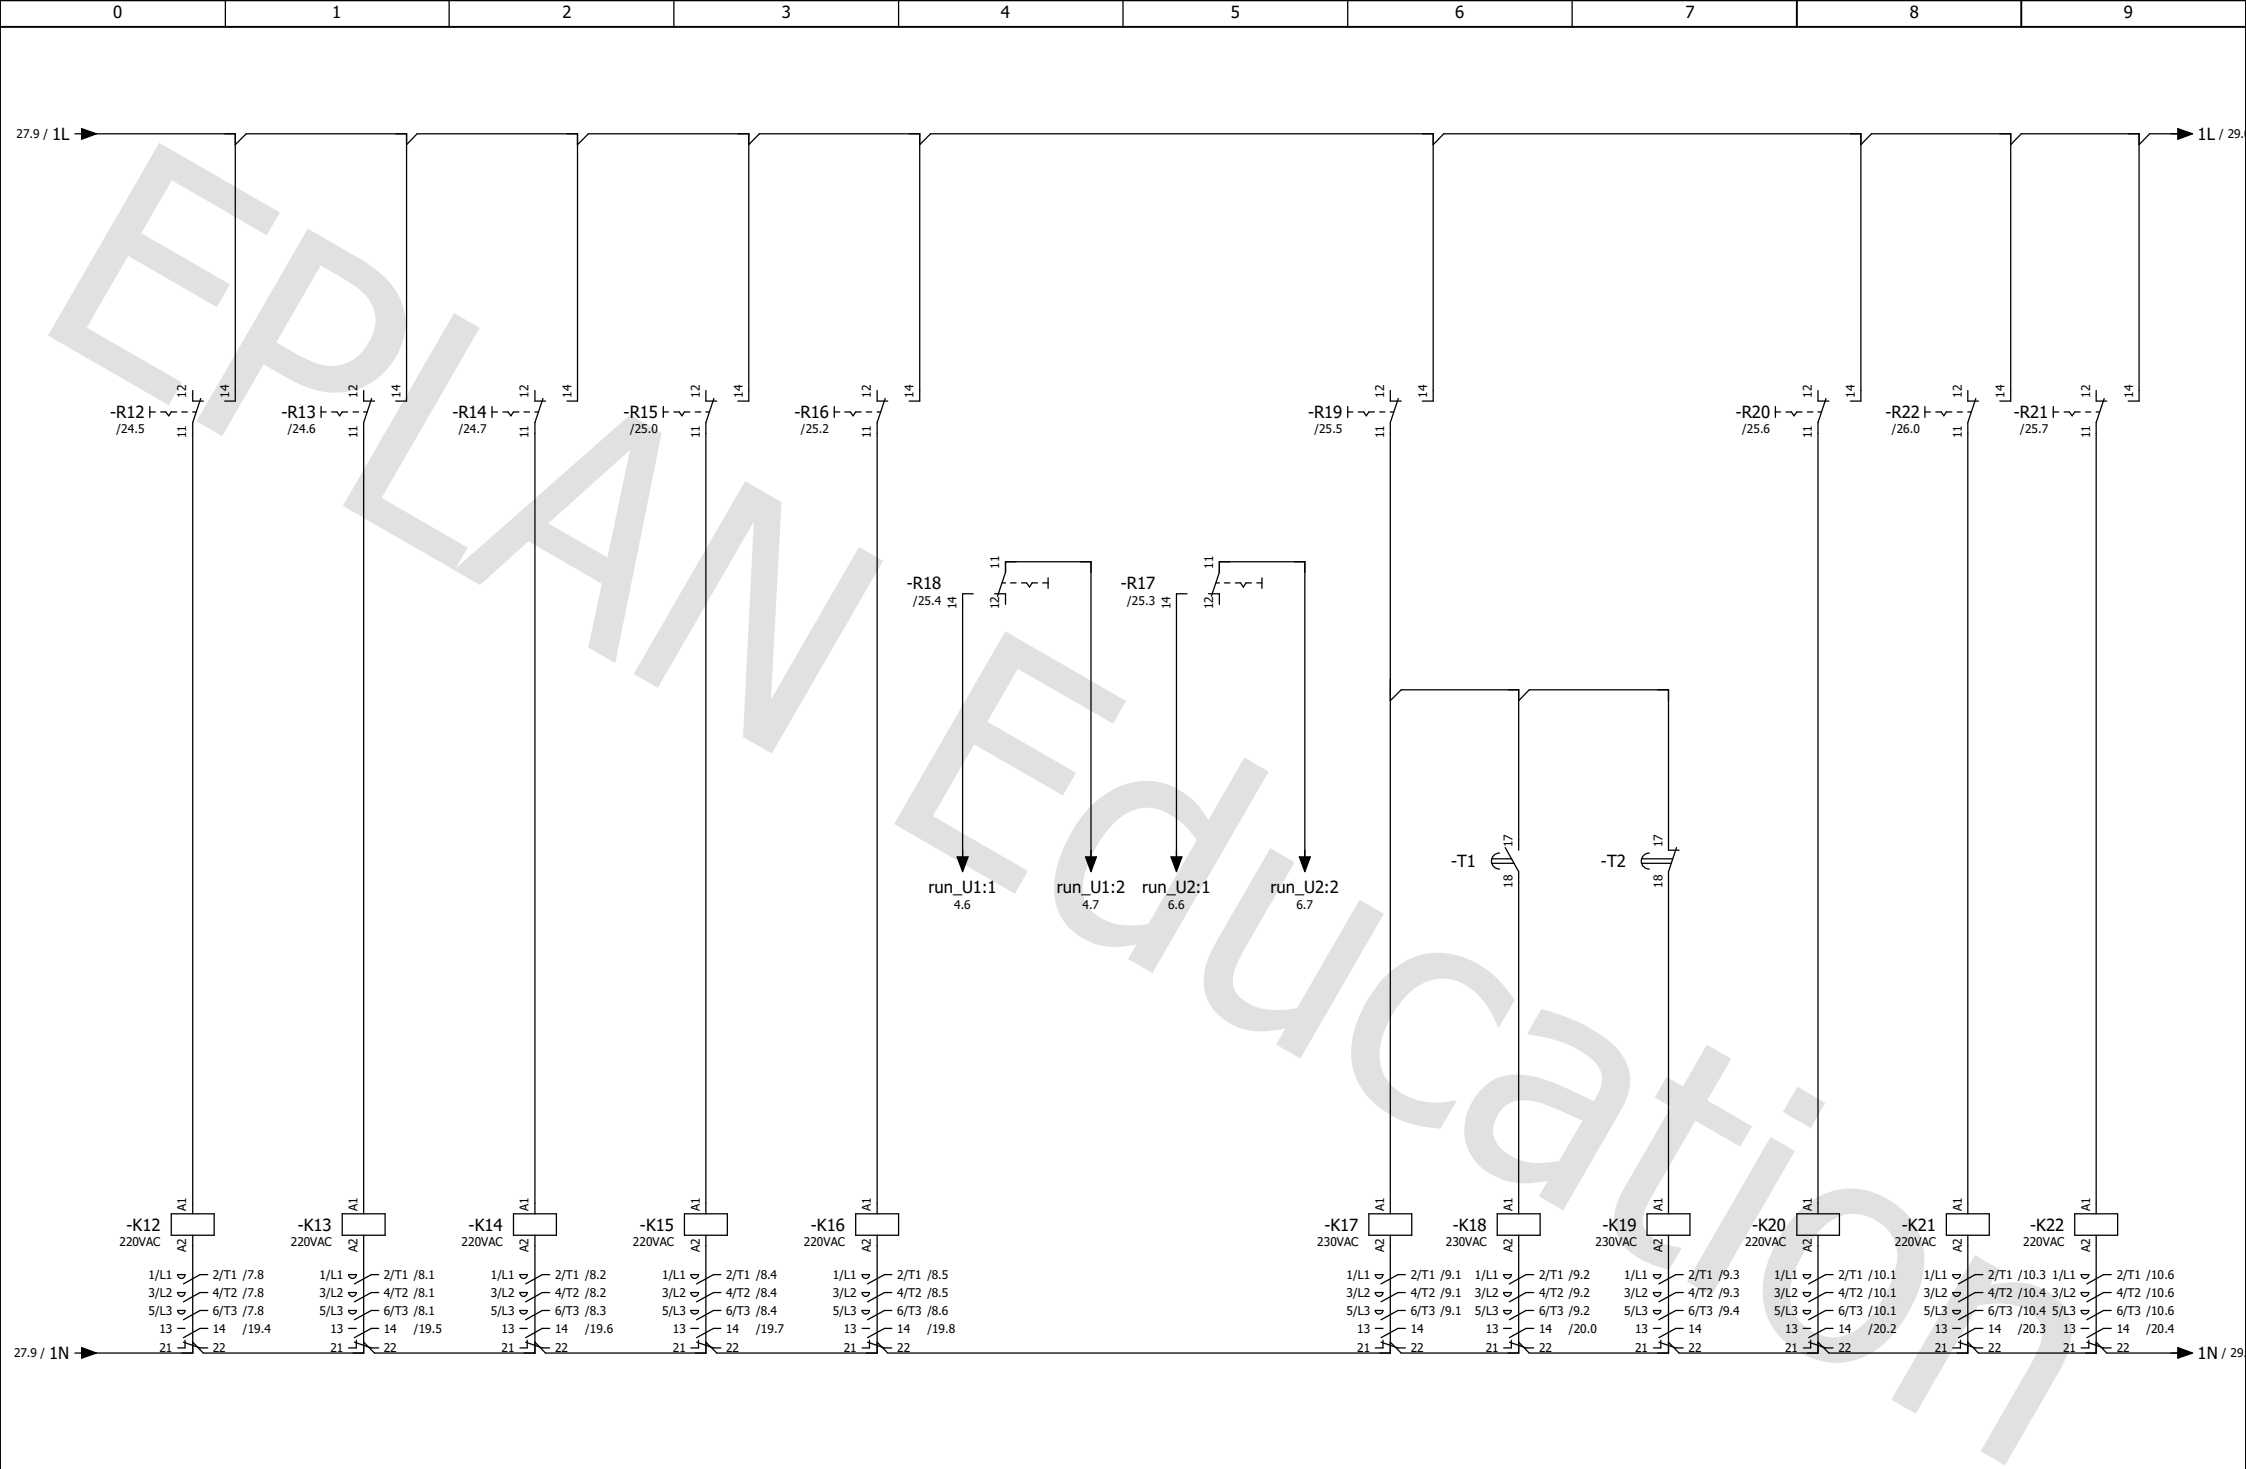 0 1 2 3 4 5 6 7 8 9
27.9 / 1L 1L / 29.
12 14 12 14 12 14 12 14 12 14 12 14 12 14 12 14 12 14
-R12 -R13 -R14 -R15 -R16 -R19 -R20 -R22 -R21
/24.5 /24.6 /24.7 /25.0 /25.2 /25.5 /25.6 /26.0 /25.7
11 11 11 11 11 11 11 11 11
11 11
-R18 -R17
/25.4 14 12 /25.3 14 12
17 17
-T1 -T2
18 18
run_U1:1 run_U1:2 run_U2:1 run_U2:2
4.6 4.7 6.6 6.7
A1 A1 A1 A1 A1 A1 A1 A1 A1 A1 A1
-K12 -K13 -K14 -K15 -K16 -K17 -K18 -K19 -K20 -K21 -K22
220VAC 220VAC 220VAC 220VAC 220VAC 230VAC 230VAC 230VAC 220VAC 220VAC 220VAC
A2 A2 A2 A2 A2 A2 A2 A2 A2 A2 A2
1/L1 2/T1 /7.8 1/L1 2/T1 /8.1 1/L1 2/T1 /8.2 1/L1 2/T1 /8.4 1/L1 2/T1 /8.5 1/L1 2/T1 /9.1 1/L1 2/T1 /9.2 1/L1 2/T1 /9.3 1/L1 2/T1 /10.1 1/L1 2/T1 /10.3 1/L1 2/T1 /10.6
3/L2 4/T2 /7.8 3/L2 4/T2 /8.1 3/L2 4/T2 /8.2 3/L2 4/T2 /8.4 3/L2 4/T2 /8.5 3/L2 4/T2 /9.1 3/L2 4/T2 /9.2 3/L2 4/T2 /9.3 3/L2 4/T2 /10.1 3/L2 4/T2 /10.4 3/L2 4/T2 /10.6
5/L3 6/T3 /7.8 5/L3 6/T3 /8.1 5/L3 6/T3 /8.3 5/L3 6/T3 /8.4 5/L3 6/T3 /8.6 5/L3 6/T3 /9.1 5/L3 6/T3 /9.2 5/L3 6/T3 /9.4 5/L3 6/T3 /10.1 5/L3 6/T3 /10.4 5/L3 6/T3 /10.6
13 14 /19.4 13 14 /19.5 13 14 /19.6 13 14 /19.7 13 14 /19.8 13 14 13 14 /20.0 13 14 13 14 /20.2 13 14 /20.3 13 14 /20.4
21 22 21 22 21 22 21 22 21 22 21 22 21 22 21 22 21 22 21 22 21 22
27.9 / 1N 1N / 29.
EPLAN Education